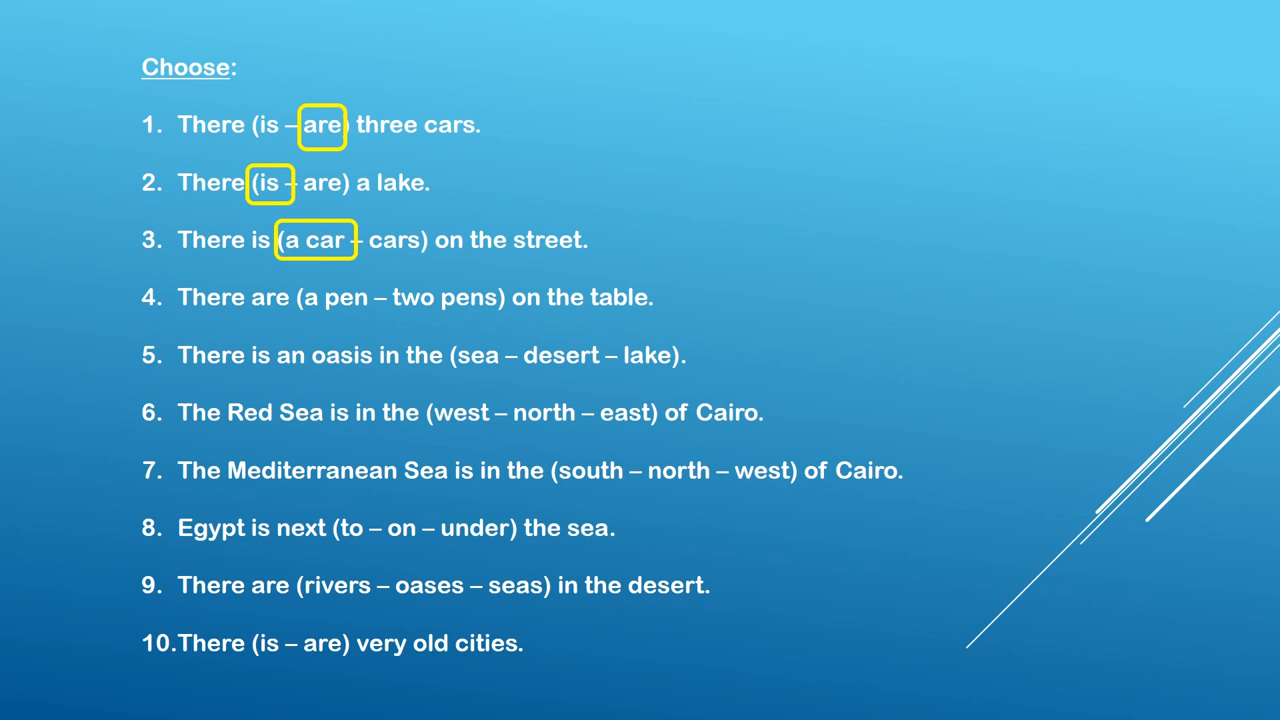 Choose:
1. There (is – are) three cars.
2. There (is – are) a lake.
3. There is (a car – cars) on the street.
4. There are (a pen – two pens) on the table.
5. There is an oasis in the (sea – desert – lake).
6. The Red Sea is in the (west – north – east) of Cairo.
7. The Mediterranean Sea is in the (south – north – west) of Cairo.
8. Egypt is next (to – on – under) the sea.
9. There are (rivers – oases – seas) in the desert.
10.There (is – are) very old cities.